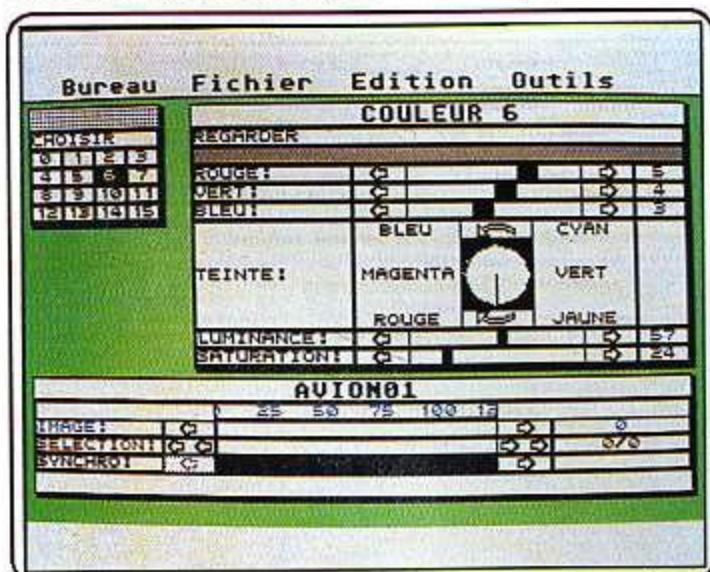 Bureau Fichier Edition Outils
CHOISIR
0 1 2 3
4 5 6 7
8 9 10 11
12 13 14 15
COULEUR 6
REGARDER
ROUGE: 5
VERT: 4
BLEU: 3
TEINTE:
BLEU CYAN
MAGENTA VERT
ROUGE JAUNE
LUMINANCE: 57
SATURATION: 24
AVION01
25 50 75 100 12
IMAGE: 0
SELECTION: 0/0
SYNCHRO: